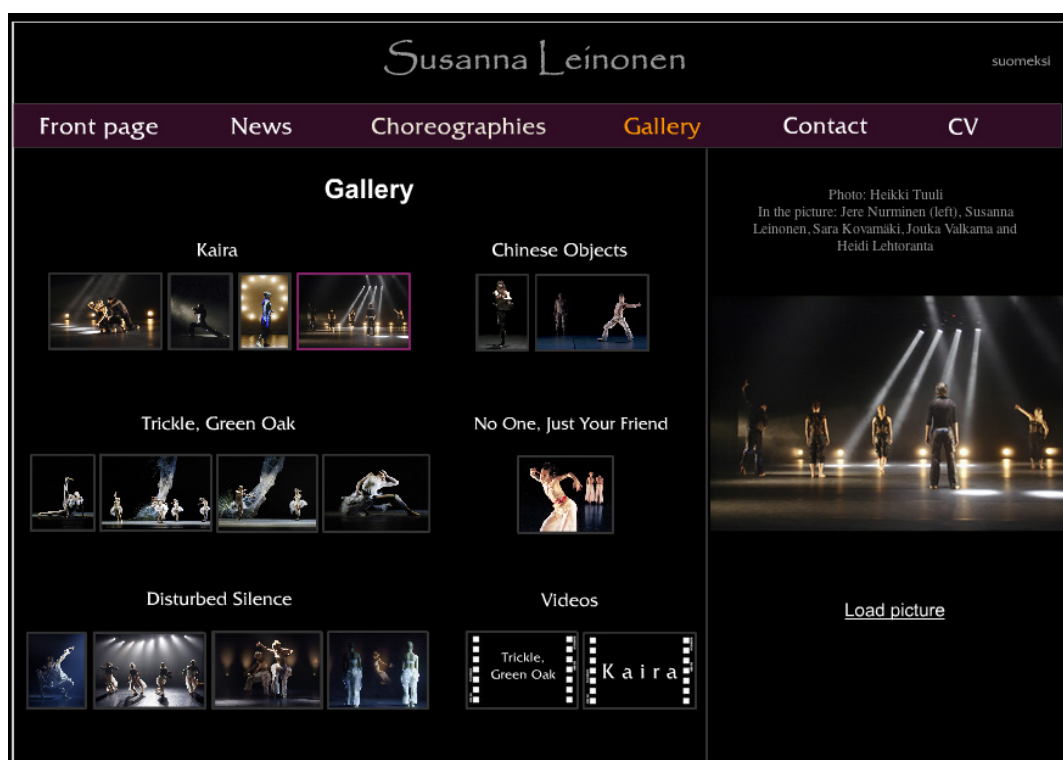 Susanna Leinonen
suomeksi
Front page News Choreographies Gallery Contact CV
Gallery
Photo: Heikki Tuuli
In the picture: Jere Nurminen (left), Susanna
Leinonen, Sara Kovamäki, Jouka Valkama and
Heidi Lehtoranta
Kaira
Chinese Objects
Trickle, Green Oak
No One, Just Your Friend
Disturbed Silence
Videos
Trickle,
Green Oak
Kaira
Load picture